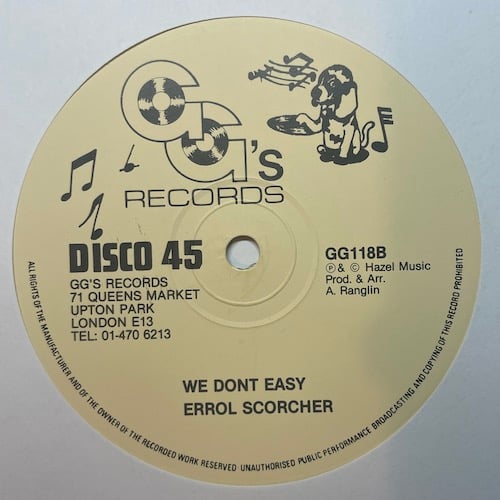 GG's
RECORDS
DISCO 45
GG'S RECORDS
71 QUEENS MARKET
UPTON PARK
LONDON E13
TEL: 01-470 6213
GG118B
Ⓟ & © Hazel Music
Prod. & Arr.
A. Ranglin
WE DONT EASY
ERROL SCORCHER
ALL RIGHTS OF THE MANUFACTURER AND OF THE OWNER OF THE RECORDED WORK RESERVED UNAUTHORISED PUBLIC PERFORMANCE BROADCASTING AND COPYING OF THIS RECORD PROHIBITED